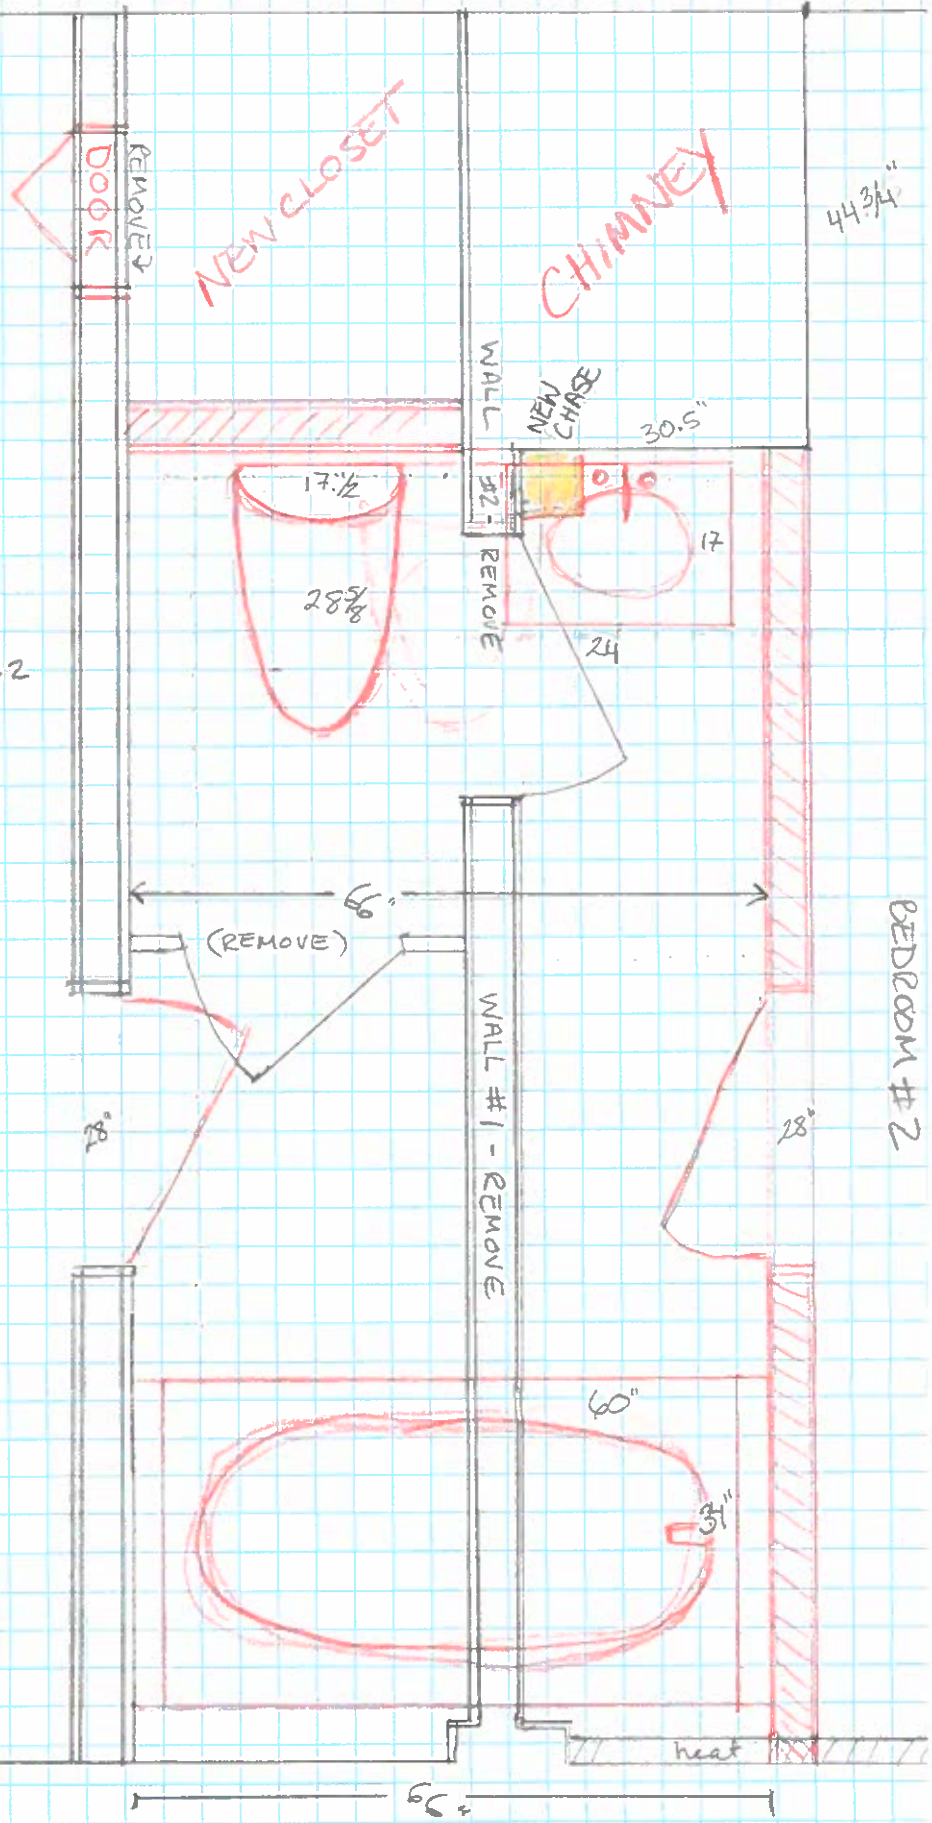 44 3/4"
REMOVE↓
DOOR
NEW CLOSET
CHIMNEY
WALL #2 - REMOVE
NEW
CHASE
30.5"
17 1/2
28 5/8
17
24
2
66"
(REMOVE)
BEDROOM #2
WALL #1 - REMOVE
28"
28"
60"
31"
heat